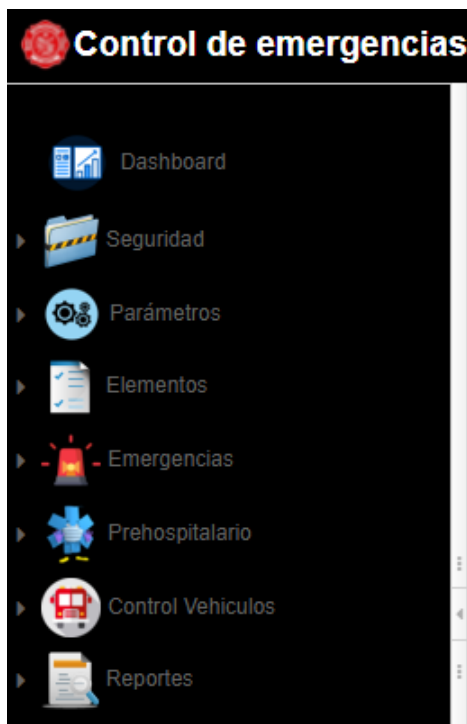 Control de emergencias
Dashboard
Seguridad
Parámetros
Elementos
Emergencias
Prehospitalario
Control Vehiculos
Reportes